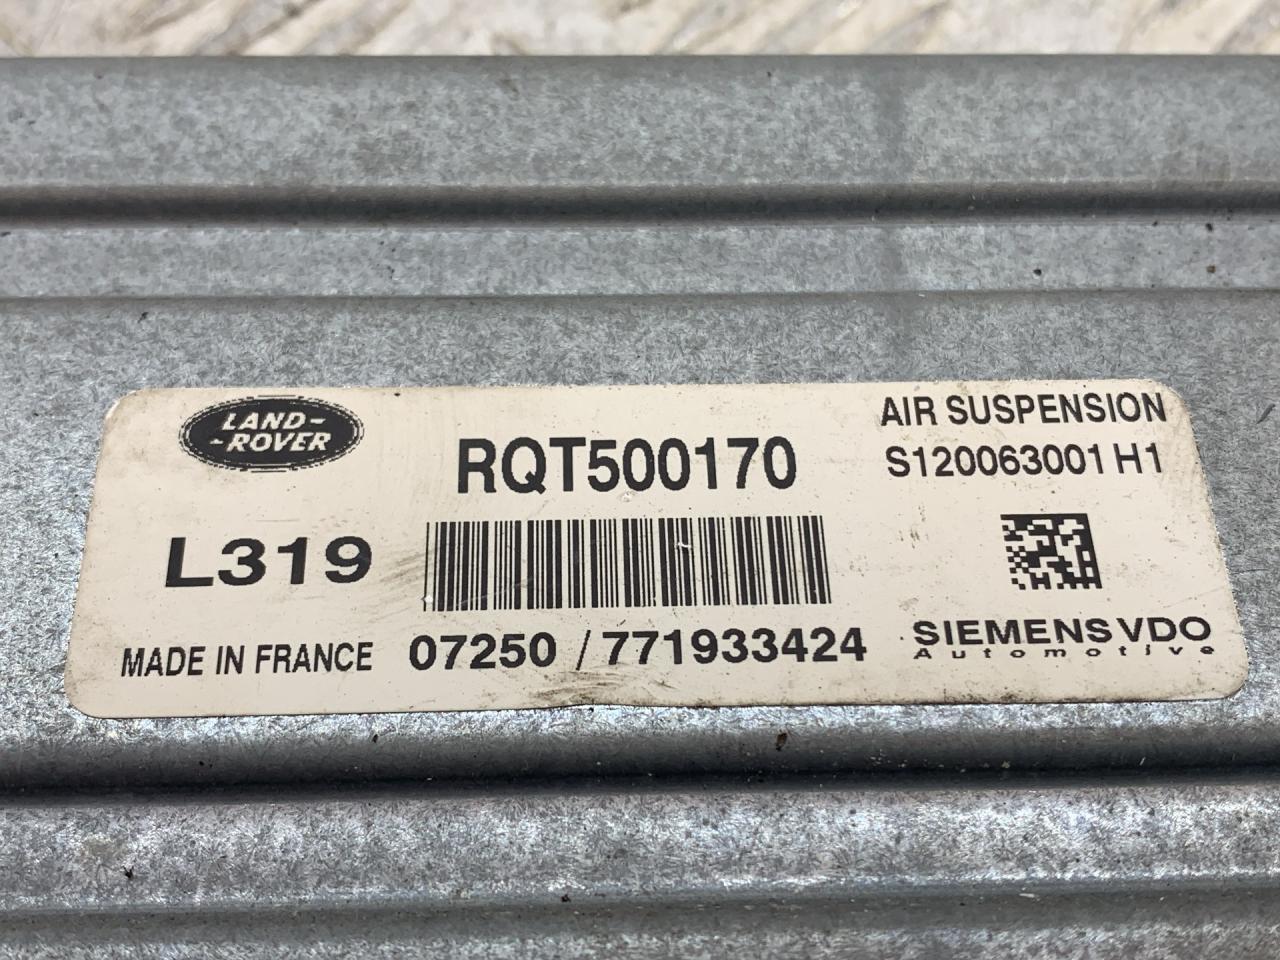 LAND-
-ROVER
RQT500170
AIR SUSPENSION
S120063001 H1
L319
MADE IN FRANCE
07250 / 771933424
SIEMENS VDO
Automotive